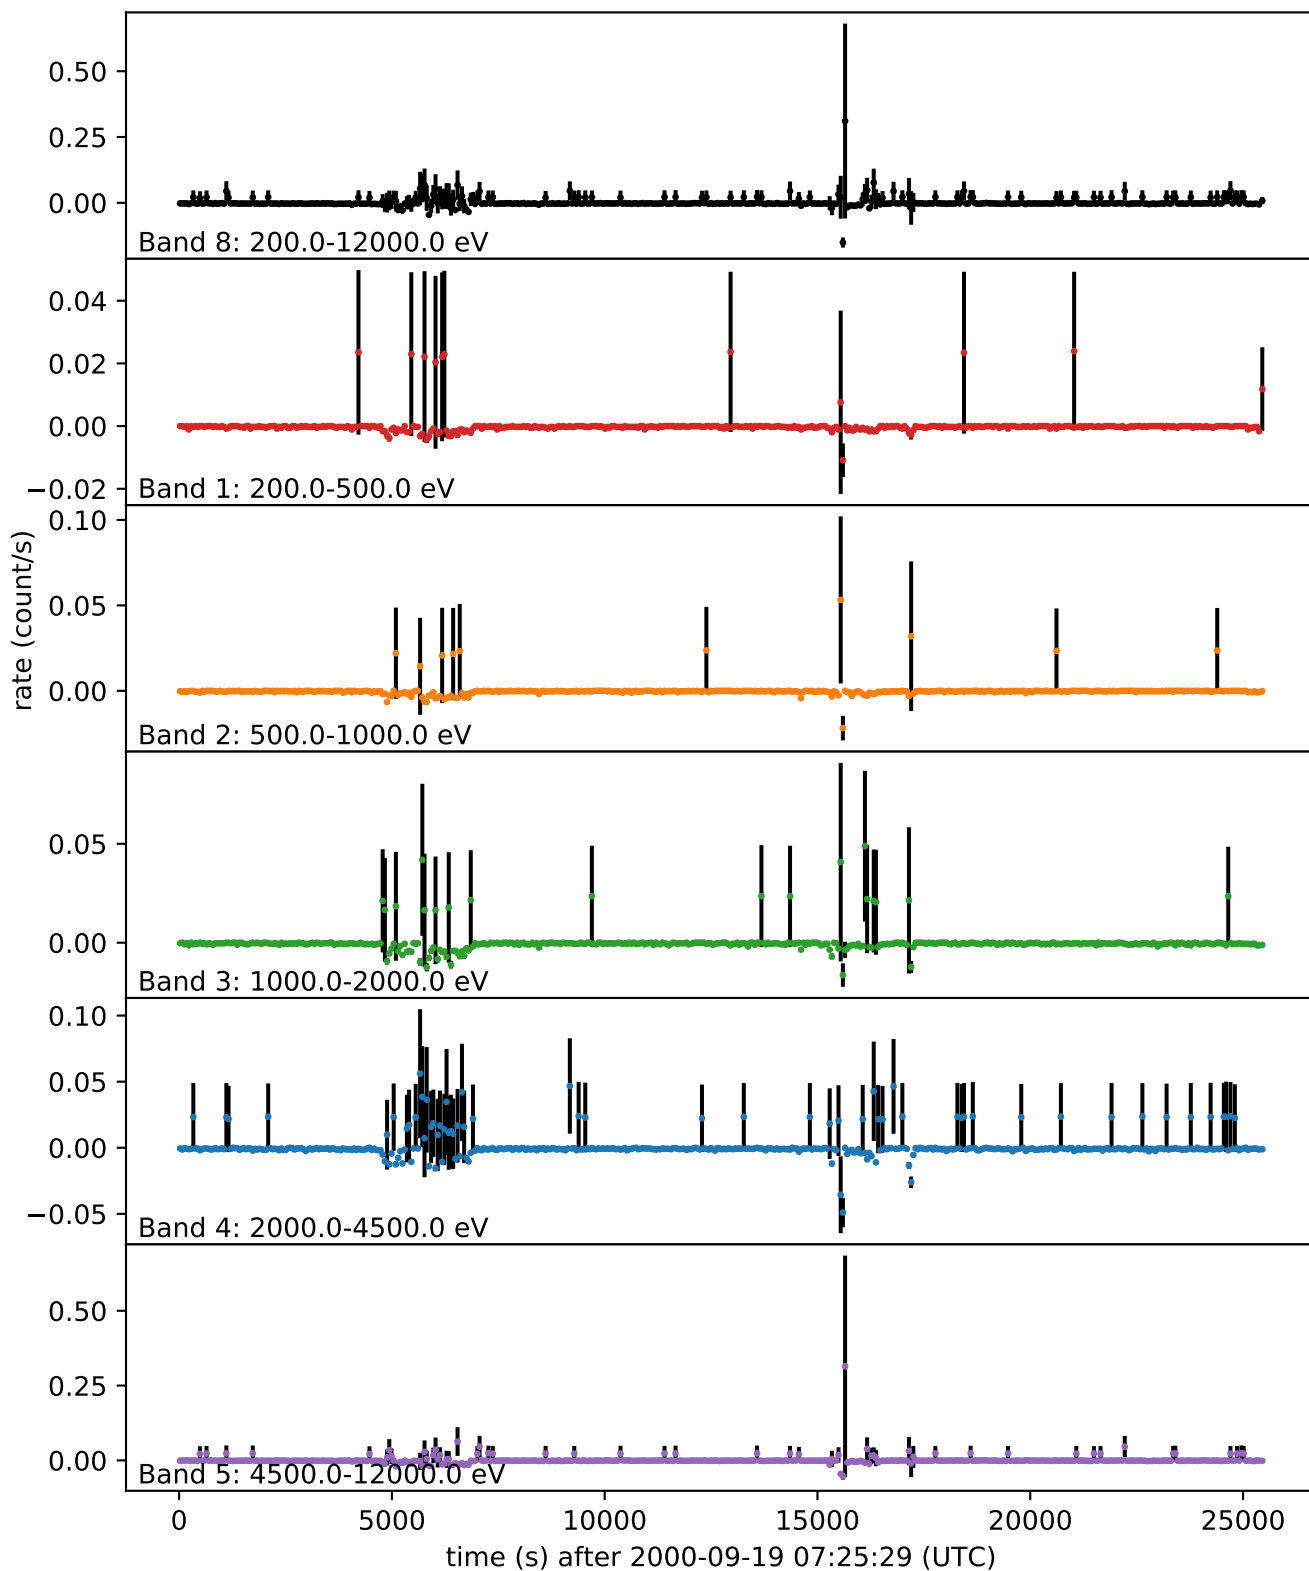 0.50
0.25
0.00
Band 8: 200.0-12000.0 eV
0.04
0.02
0.00
−0.02
Band 1: 200.0-500.0 eV
0.10
0.05
0.00
Band 2: 500.0-1000.0 eV
rate (count/s)
0.05
0.00
Band 3: 1000.0-2000.0 eV
0.10
0.05
0.00
−0.05
Band 4: 2000.0-4500.0 eV
0.50
0.25
0.00
Band 5: 4500.0-12000.0 eV
0 5000 10000 15000 20000 25000
time (s) after 2000-09-19 07:25:29 (UTC)